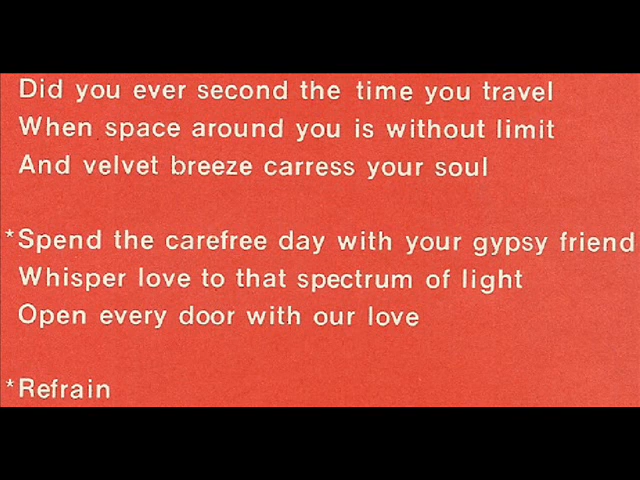 Did you ever second the time you travel
When space around you is without limit
And velvet breeze carress your soul
*Spend the carefree day with your gypsy friend
Whisper love to that spectrum of light
Open every door with our love
*Refrain